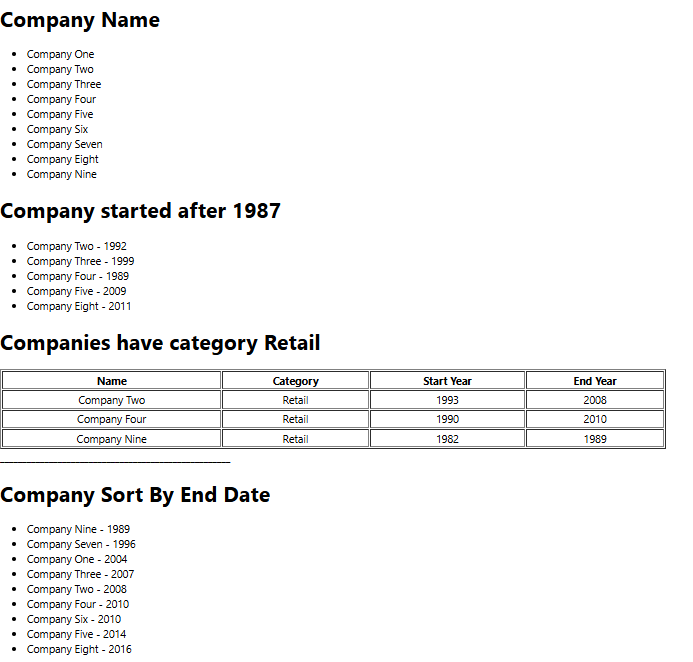 Company Name
Company One
Company Two
Company Three
Company Four
Company Five
Company Six
Company Seven
Company Eight
Company Nine
Company started after 1987
Company Two - 1992
Company Three - 1999
Company Four - 1989
Company Five - 2009
Company Eight - 2011
Companies have category Retail
Name Category Start Year End Year
Company Two Retail 1993 2008
Company Four Retail 1990 2010
Company Nine Retail 1982 1989
Company Sort By End Date
Company Nine - 1989
Company Seven - 1996
Company One - 2004
Company Three - 2007
Company Two - 2008
Company Four - 2010
Company Six - 2010
Company Five - 2014
Company Eight - 2016